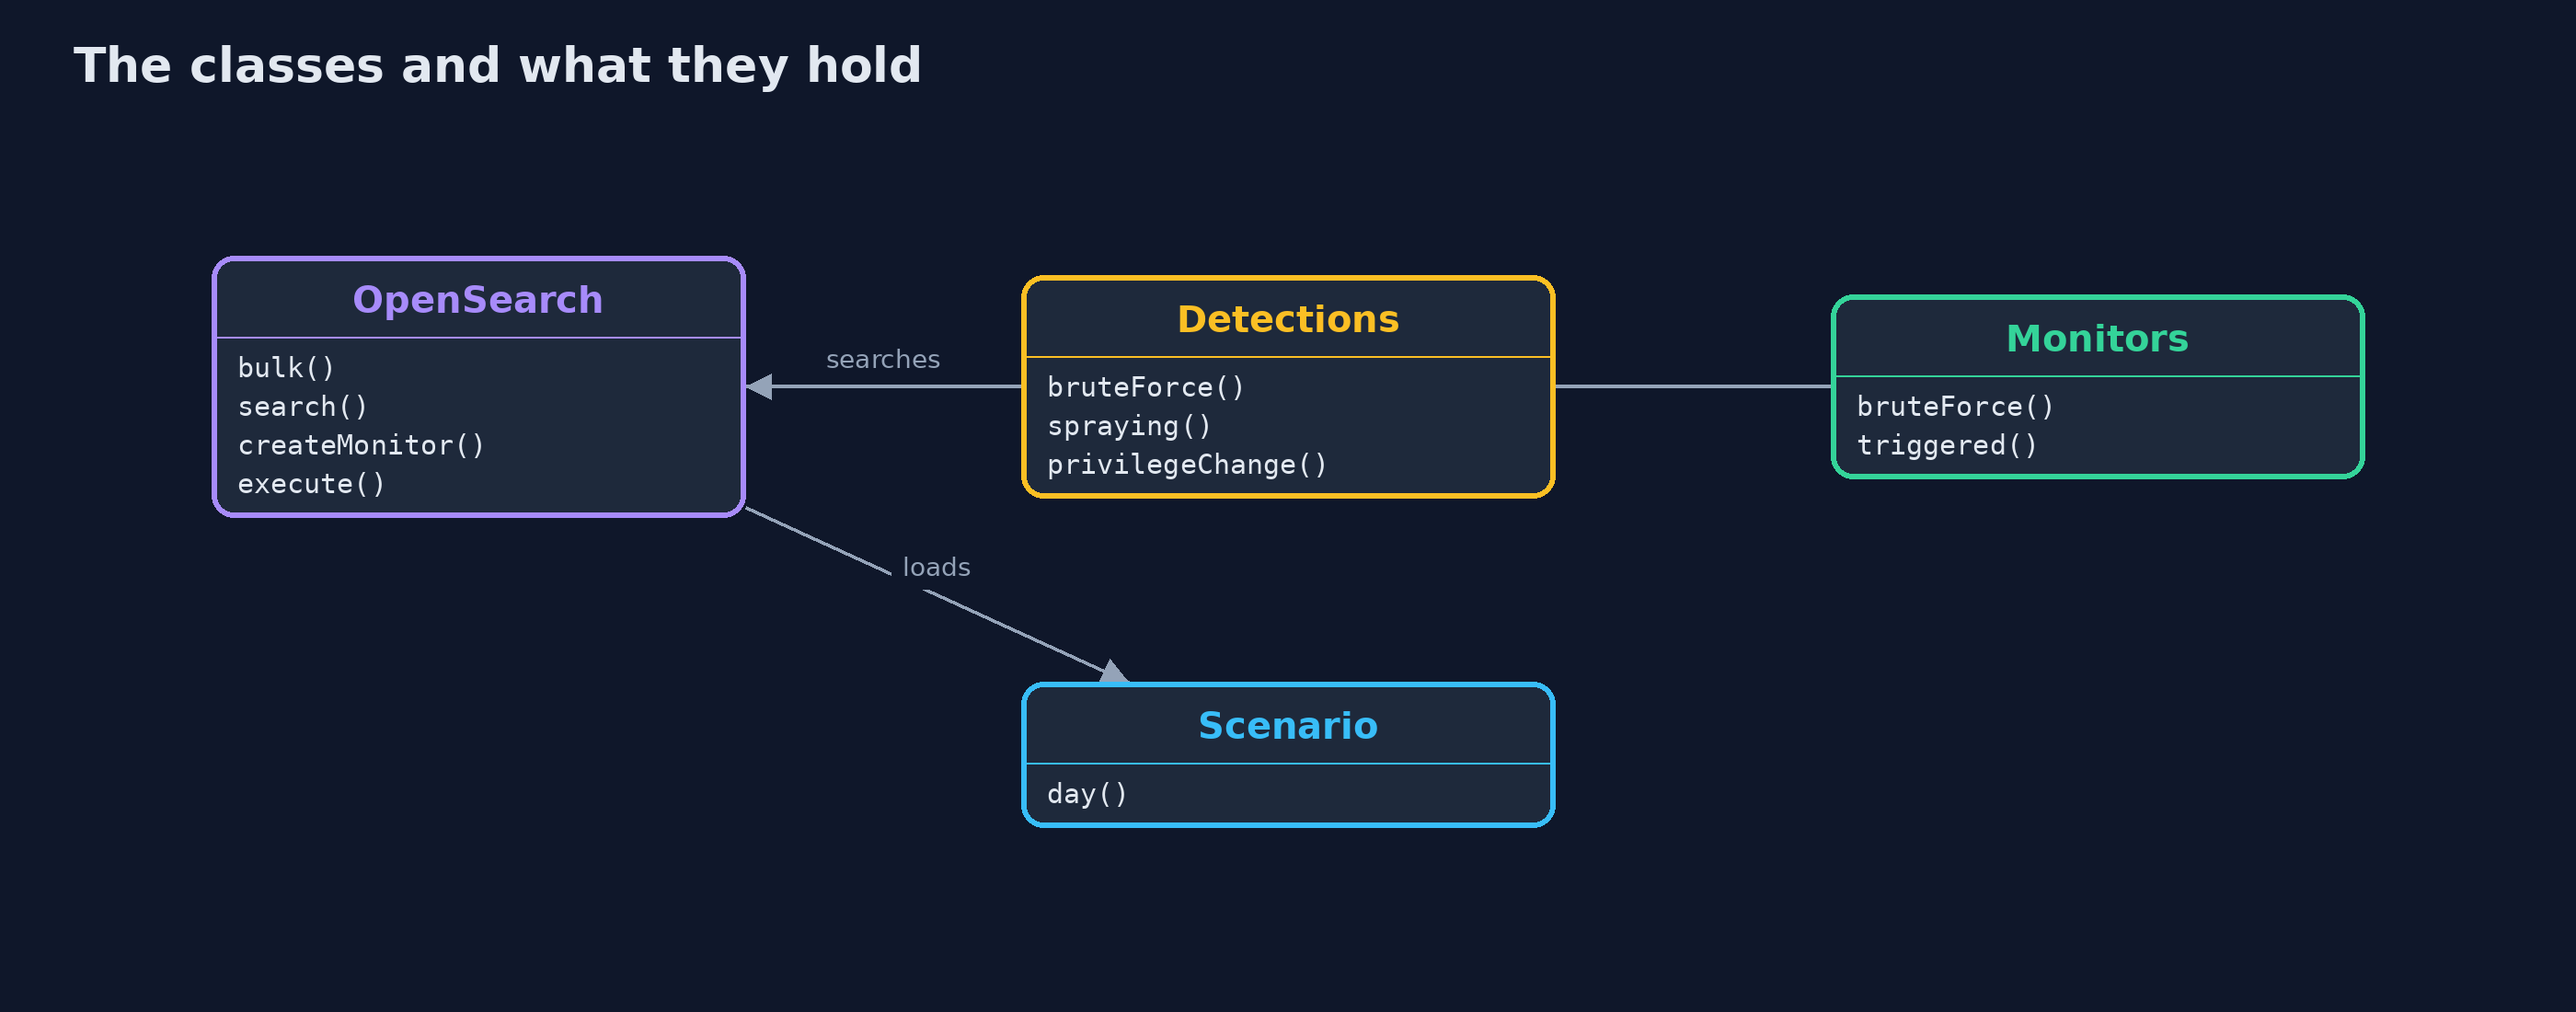 The classes and what they hold
OpenSearch
bulk()
search()
createMonitor()
execute()
searches
Detections
bruteForce()
spraying()
privilegeChange()
Monitors
bruteForce()
triggered()
loads
Scenario
day()